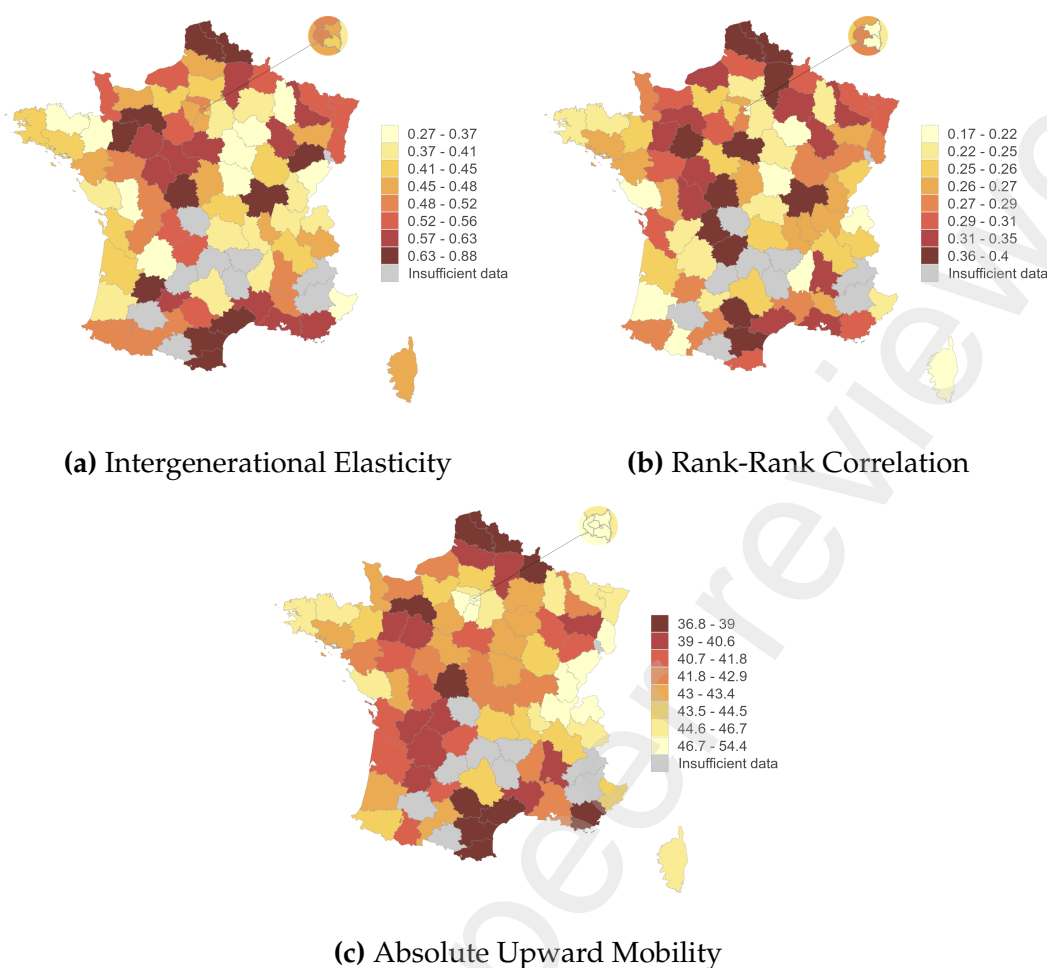 0.27 - 0.37
0.37 - 0.41
0.41 - 0.45
0.45 - 0.48
0.48 - 0.52
0.52 - 0.56
0.57 - 0.63
0.63 - 0.88
Insufficient data
0.17 - 0.22
0.22 - 0.25
0.25 - 0.26
0.26 - 0.27
0.27 - 0.29
0.29 - 0.31
0.31 - 0.35
0.36 - 0.4
Insufficient data
(a) Intergenerational Elasticity
(b) Rank-Rank Correlation
36.8 - 39
39 - 40.6
40.7 - 41.8
41.8 - 42.9
43 - 43.4
43.5 - 44.5
44.6 - 46.7
46.7 - 54.4
Insufficient data
(c) Absolute Upward Mobility
peer reviewe